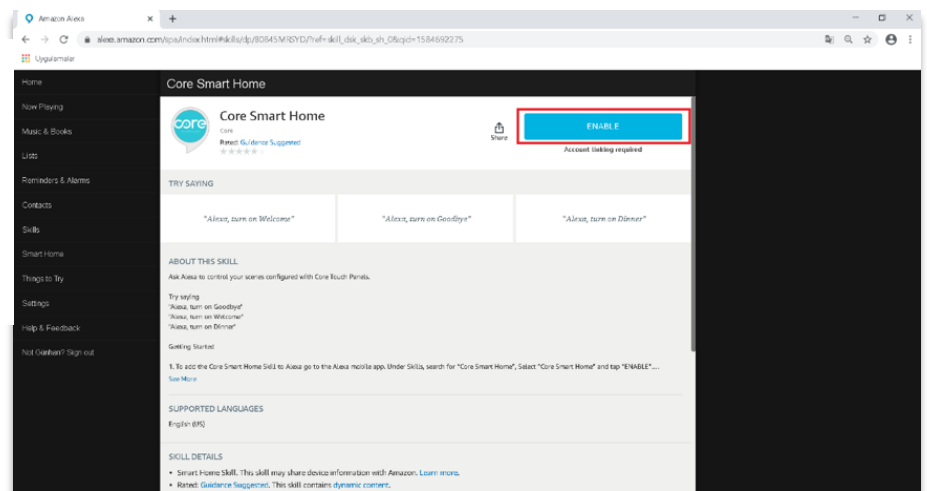 Amazon Alexa
alexa.amazon.com/spa/index.html#skills/dp/B0845MRSYD/?ref=skill_dsk_skb_sh_0&qid=1584692275
Uygulamalar
Home
Now Playing
Music & Books
Lists
Reminders & Alarms
Contacts
Skills
Smart Home
Things to Try
Settings
Help & Feedback
Not Gürhan? Sign out
Core Smart Home
core
Core Smart Home
Core
Rated: Guidance Suggested
Share
ENABLE
Account linking required
TRY SAYING
"Alexa, turn on Welcome"
"Alexa, turn on Goodbye"
"Alexa, turn on Dinner"
ABOUT THIS SKILL
Ask Alexa to control your scenes configured with Core Touch Panels.
Try saying
"Alexa, turn on Goodbye"
"Alexa, turn on Welcome"
"Alexa, turn on Dinner"
Getting Started
1. To add the Core Smart Home Skill to Alexa go to the Alexa mobile app. Under Skills, search for "Core Smart Home", Select "Core Smart Home" and tap "ENABLE"....
See More
SUPPORTED LANGUAGES
English (US)
SKILL DETAILS
• Smart Home Skill. This skill may share device information with Amazon. Learn more.
• Rated: Guidance Suggested. This skill contains dynamic content.